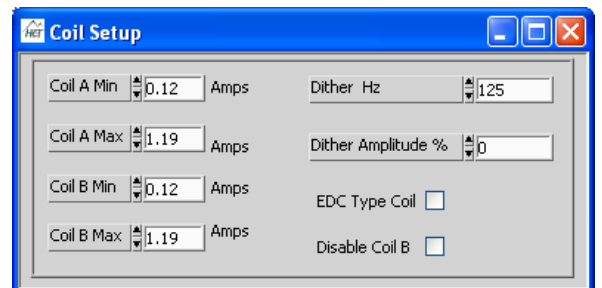 HCT Coil Setup
Coil A Min 0.12 Amps Dither Hz 125
Coil A Max 1.19 Amps Dither Amplitude % 0
Coil B Min 0.12 Amps EDC Type Coil
Coil B Max 1.19 Amps Disable Coil B